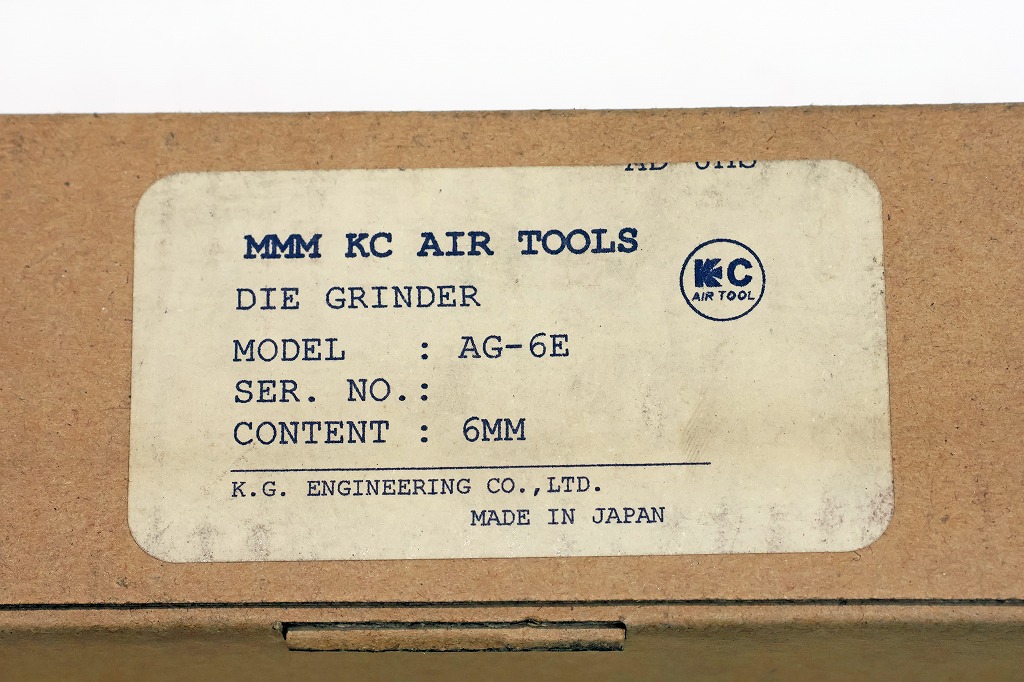 MMM KC AIR TOOLS
KC
AIR TOOL
DIE GRINDER
MODEL : AG-6E
SER. NO.:
CONTENT : 6MM
K.G. ENGINEERING CO.,LTD.
MADE IN JAPAN